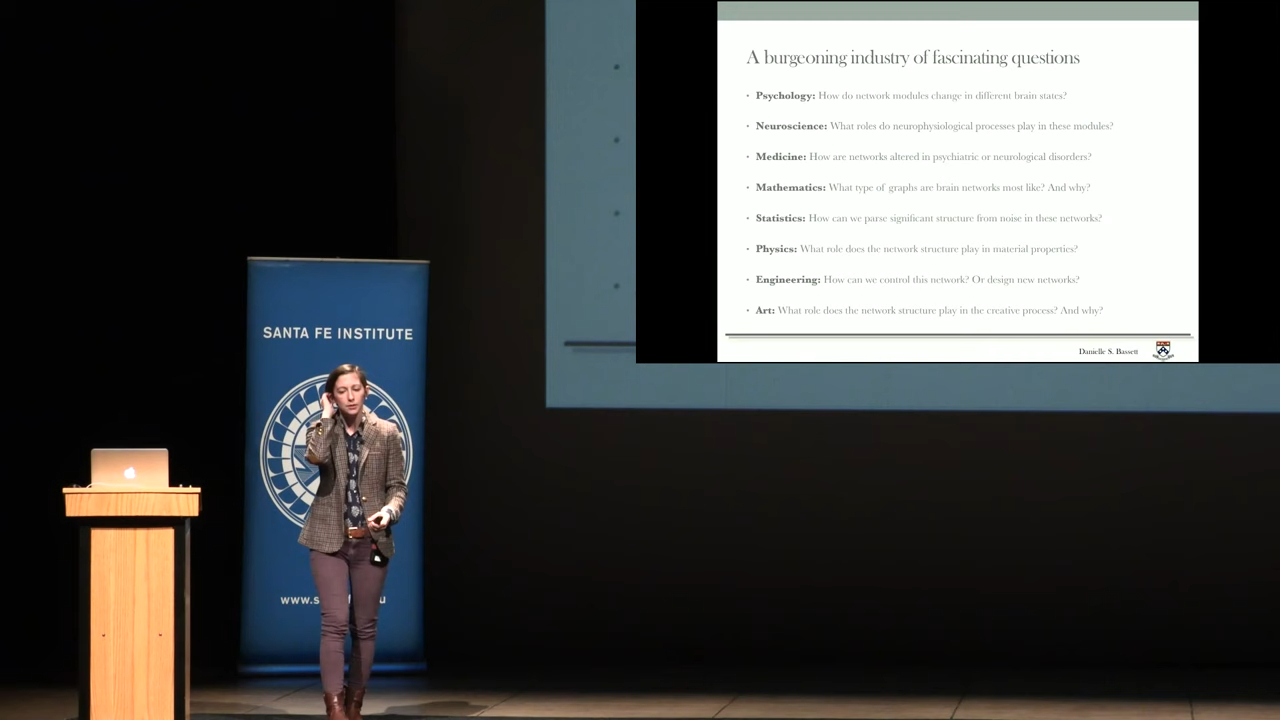 A burgeoning industry of fascinating questions
• Psychology: How do network modules change in different brain states?
• Neuroscience: What roles do neurophysiological processes play in these modules?
• Medicine: How are networks altered in psychiatric or neurological disorders?
• Mathematics: What type of graphs are brain networks most like? And why?
• Statistics: How can we parse significant structure from noise in these networks?
• Physics: What role does the network structure play in material properties?
• Engineering: How can we control this network? Or design new networks?
• Art: What role does the network structure play in the creative process? And why?
Danielle S. Bassett
SANTA FE INSTITUTE